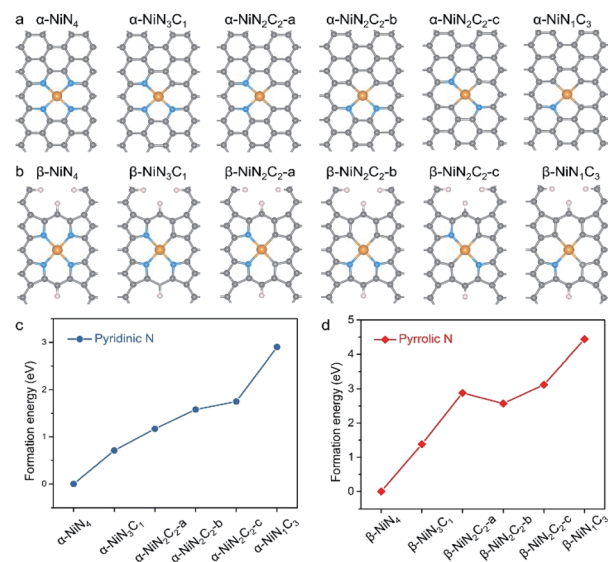 a
α-NiN₄ α-NiN₃C₁ α-NiN₂C₂-a α-NiN₂C₂-b α-NiN₂C₂-c α-NiN₁C₃
b
β-NiN₄ β-NiN₃C₁ β-NiN₂C₂-a β-NiN₂C₂-b β-NiN₂C₂-c β-NiN₁C₃
c
Pyridinic N
Formation energy (eV)
3
2
1
0
α-NiN₄ α-NiN₃C₁ α-NiN₂C₂-a α-NiN₂C₂-b α-NiN₂C₂-c α-NiN₁C₃
d
Pyrrolic N
Formation energy (eV)
5
4
3
2
1
0
β-NiN₄ β-NiN₃C₁ β-NiN₂C₂-a β-NiN₂C₂-b β-NiN₂C₂-c β-NiN₁C₃